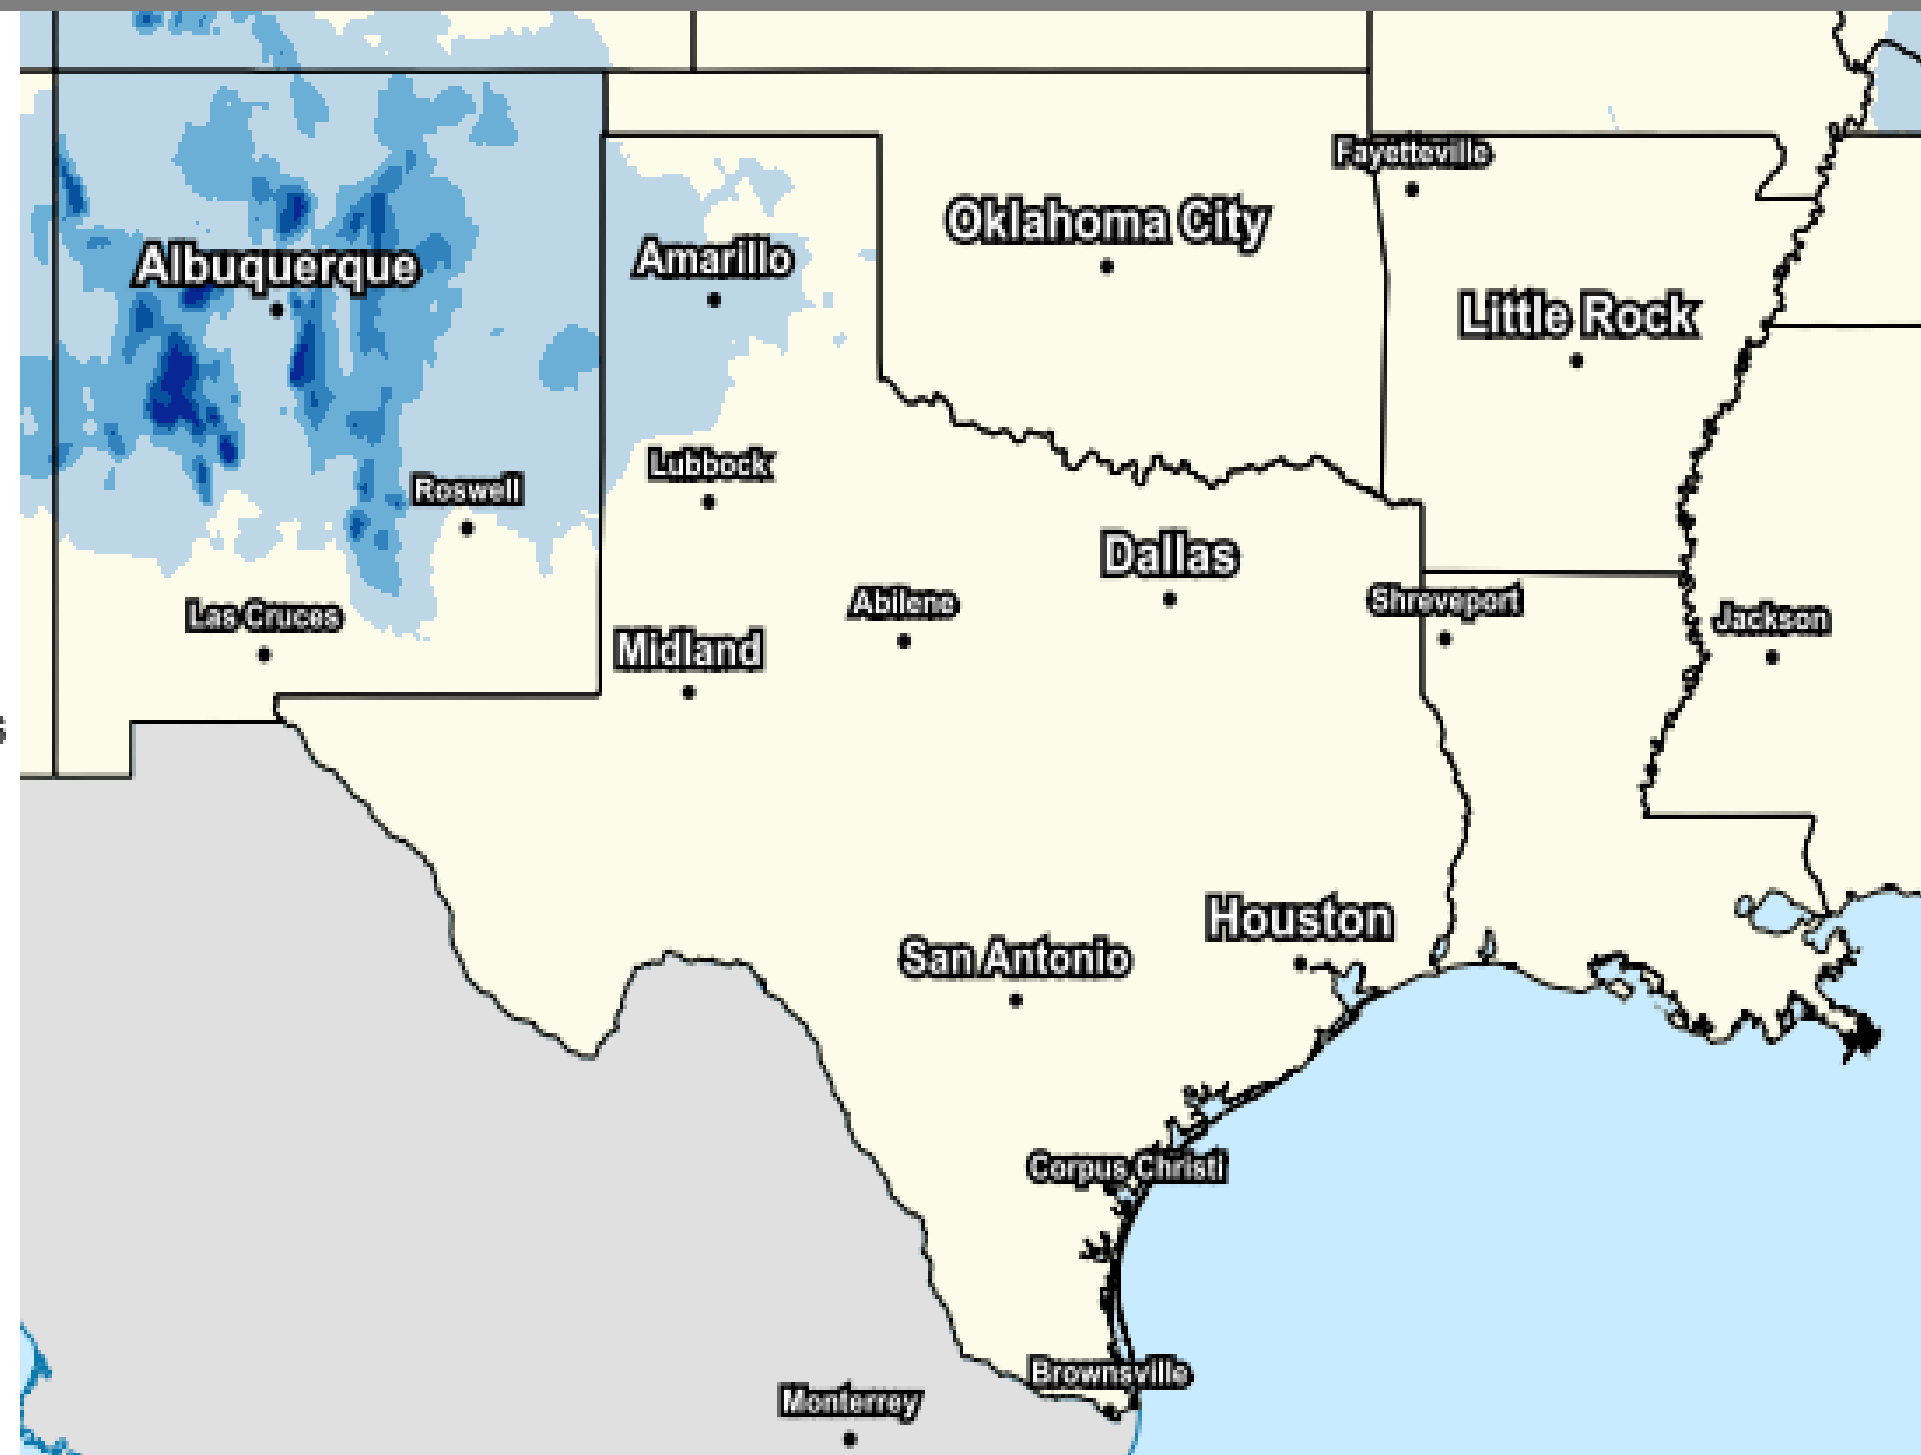 Fayetteville
Oklahoma City
Albuquerque
Amarillo
Little Rock
Lubbock
Roswell
Dallas
Shreveport
Abilene
Las Cruces
Jackson
Midland
s
Houston
San Antonio
Corpus Christi
Brownsville
Monterrey